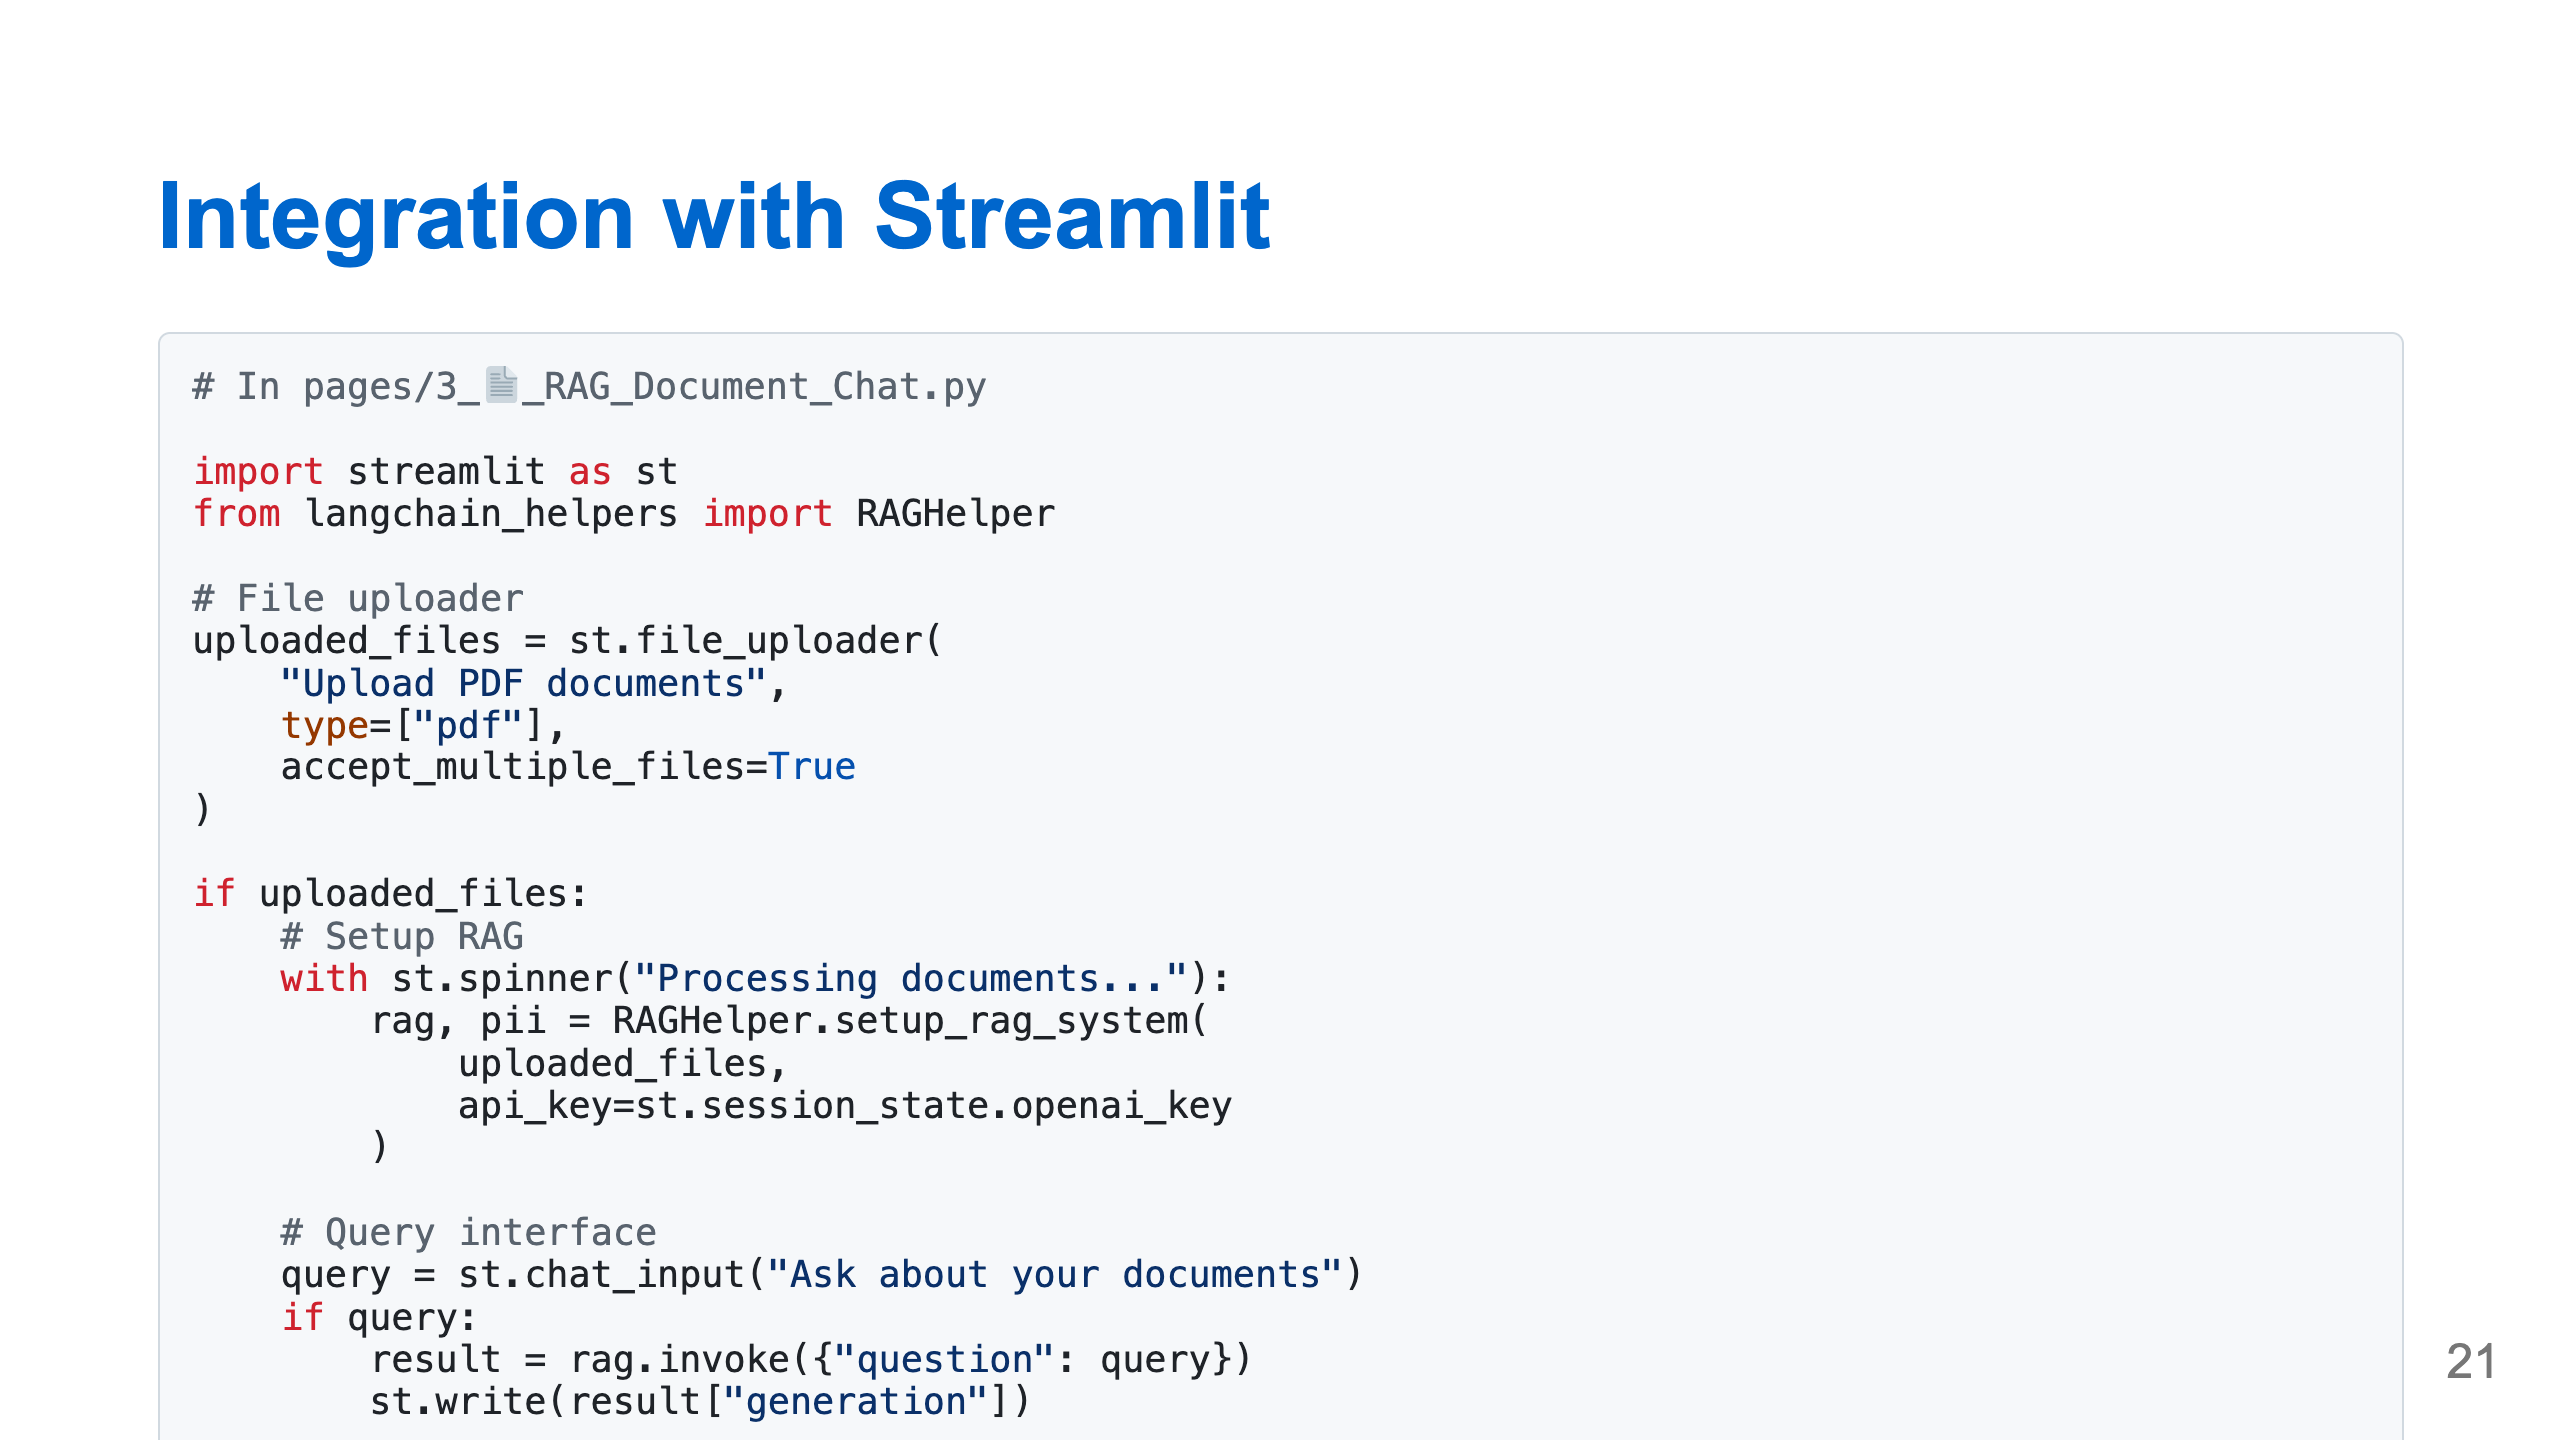 Integration with Streamlit
# In pages/3_📄_RAG_Document_Chat.py
import streamlit as st
from langchain_helpers import RAGHelper
# File uploader
uploaded_files = st.file_uploader(
    "Upload PDF documents",
    type=["pdf"],
    accept_multiple_files=True
)
if uploaded_files:
    # Setup RAG
    with st.spinner("Processing documents..."):
        rag, pii = RAGHelper.setup_rag_system(
            uploaded_files,
            api_key=st.session_state.openai_key
        )
    # Query interface
    query = st.chat_input("Ask about your documents")
    if query:
        result = rag.invoke({"question": query})
        st.write(result["generation"])
21